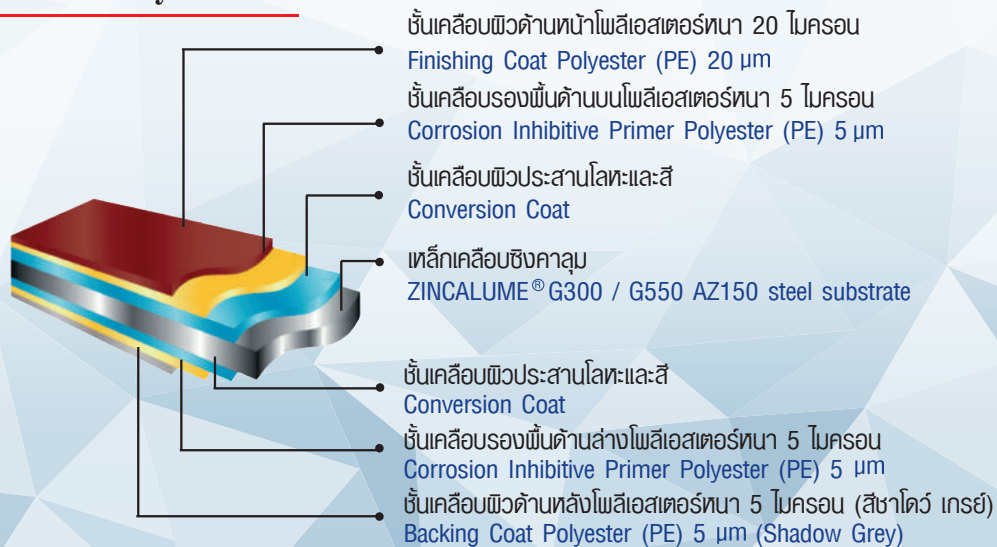 ชั้นเคลือบผิวด้านหน้าโพลีเอสเตอร์หนา 20 ไมครอน
Finishing Coat Polyester (PE) 20 µm
ชั้นเคลือบรองพื้นด้านบนโพลีเอสเตอร์หนา 5 ไมครอน
Corrosion Inhibitive Primer Polyester (PE) 5 µm
ชั้นเคลือบผิวประสานโลหะและสี
Conversion Coat
เหล็กเคลือบซิงคาลุม
ZINCALUME® G300 / G550 AZ150 steel substrate
ชั้นเคลือบผิวประสานโลหะและสี
Conversion Coat
ชั้นเคลือบรองพื้นด้านล่างโพลีเอสเตอร์หนา 5 ไมครอน
Corrosion Inhibitive Primer Polyester (PE) 5 µm
ชั้นเคลือบผิวด้านหลังโพลีเอสเตอร์หนา 5 ไมครอน (สีชาโดว์ เกรย์)
Backing Coat Polyester (PE) 5 µm (Shadow Grey)